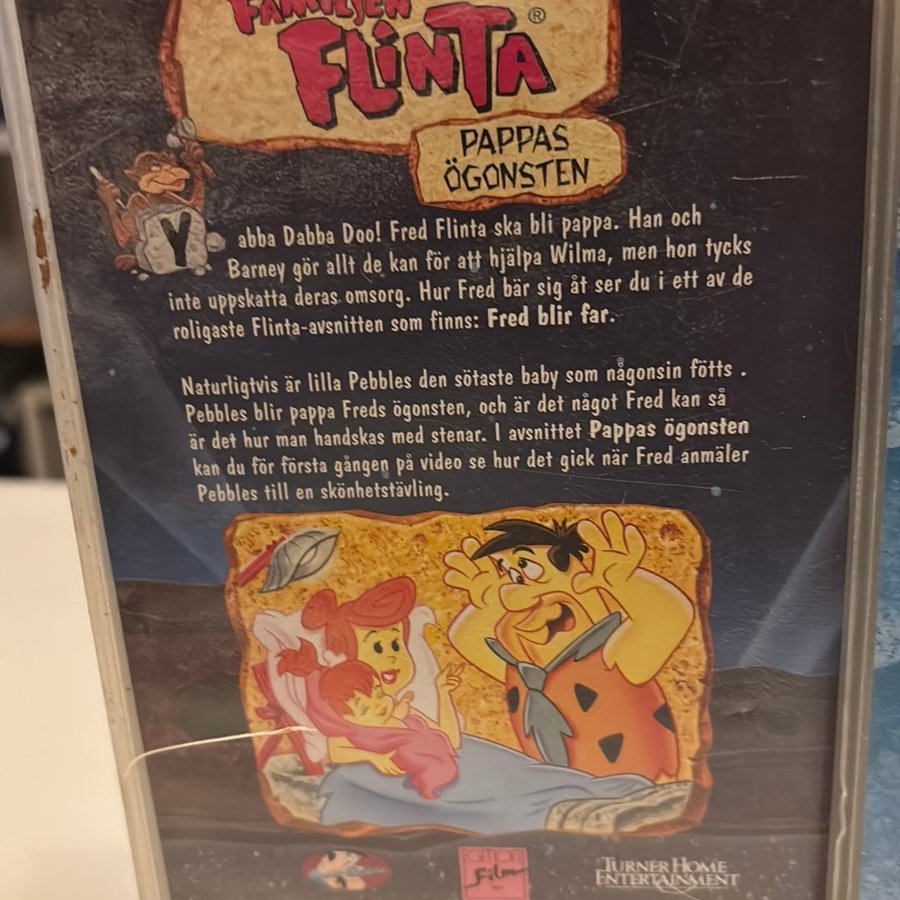 FAMILJEN
FLINTA®
PAPPAS
ÖGONSTEN
Yabba Dabba Doo! Fred Flinta ska bli pappa. Han och
Barney gör allt de kan för att hjälpa Wilma, men hon tycks
inte uppskatta deras omsorg. Hur Fred bär sig åt ser du i ett av de
roligaste Flinta-avsnitten som finns: Fred blir far.
Naturligtvis är lilla Pebbles den sötaste baby som någonsin fötts .
Pebbles blir pappa Freds ögonsten, och är det något Fred kan så
är det hur man handskas med stenar. I avsnittet Pappas ögonsten
kan du för första gången på video se hur det gick när Fred anmäler
Pebbles till en skönhetstävling.
Film
TURNER HOME
ENTERTAINMENT